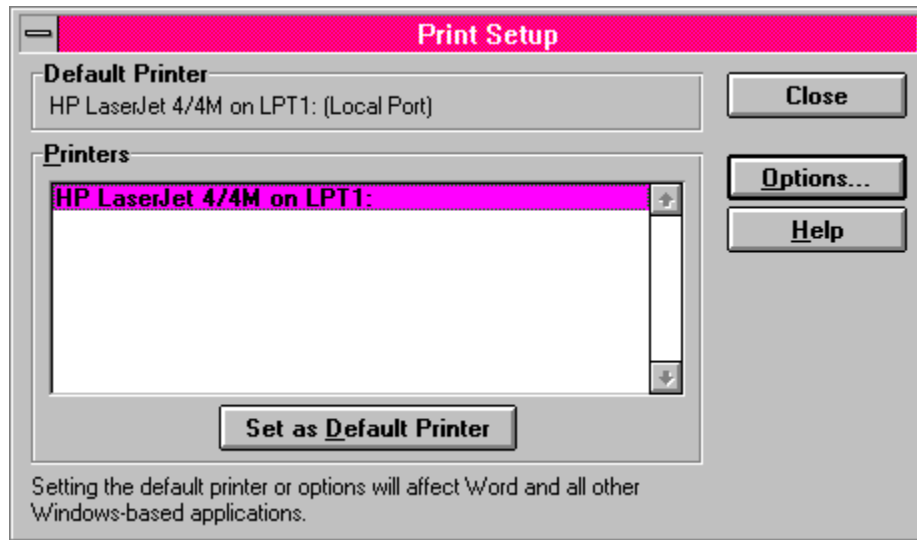 Print Setup
Default Printer
HP LaserJet 4/4M on LPT1: (Local Port)
Close
Printers
HP LaserJet 4/4M on LPT1:
Options...
Help
Set as Default Printer
Setting the default printer or options will affect Word and all other
Windows-based applications.